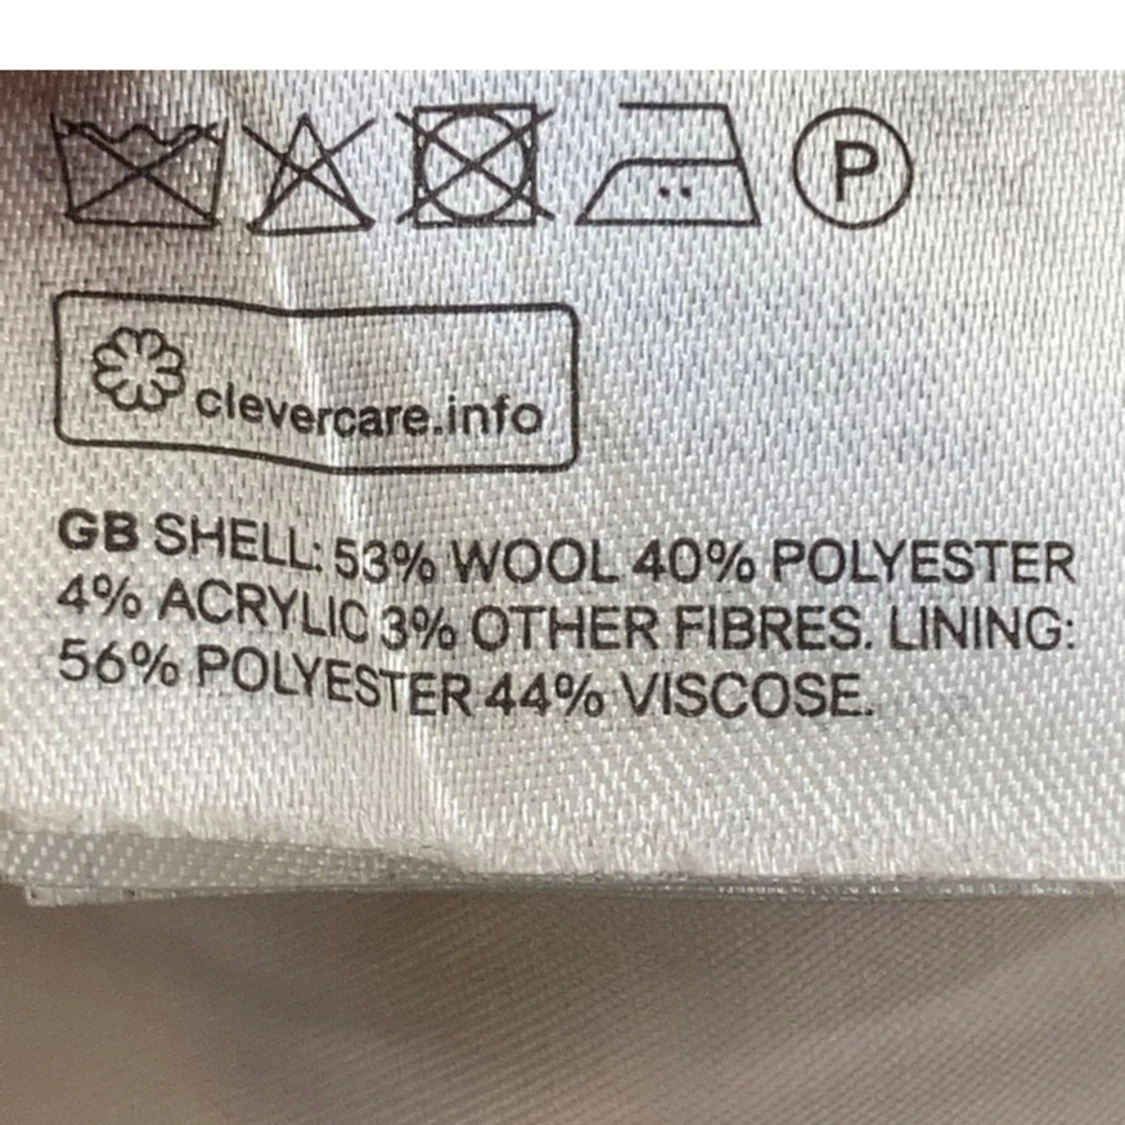 P
clevercare.info
GB SHELL: 53% WOOL 40% POLYESTER
4% ACRYLIC 3% OTHER FIBRES. LINING:
56% POLYESTER 44% VISCOSE.